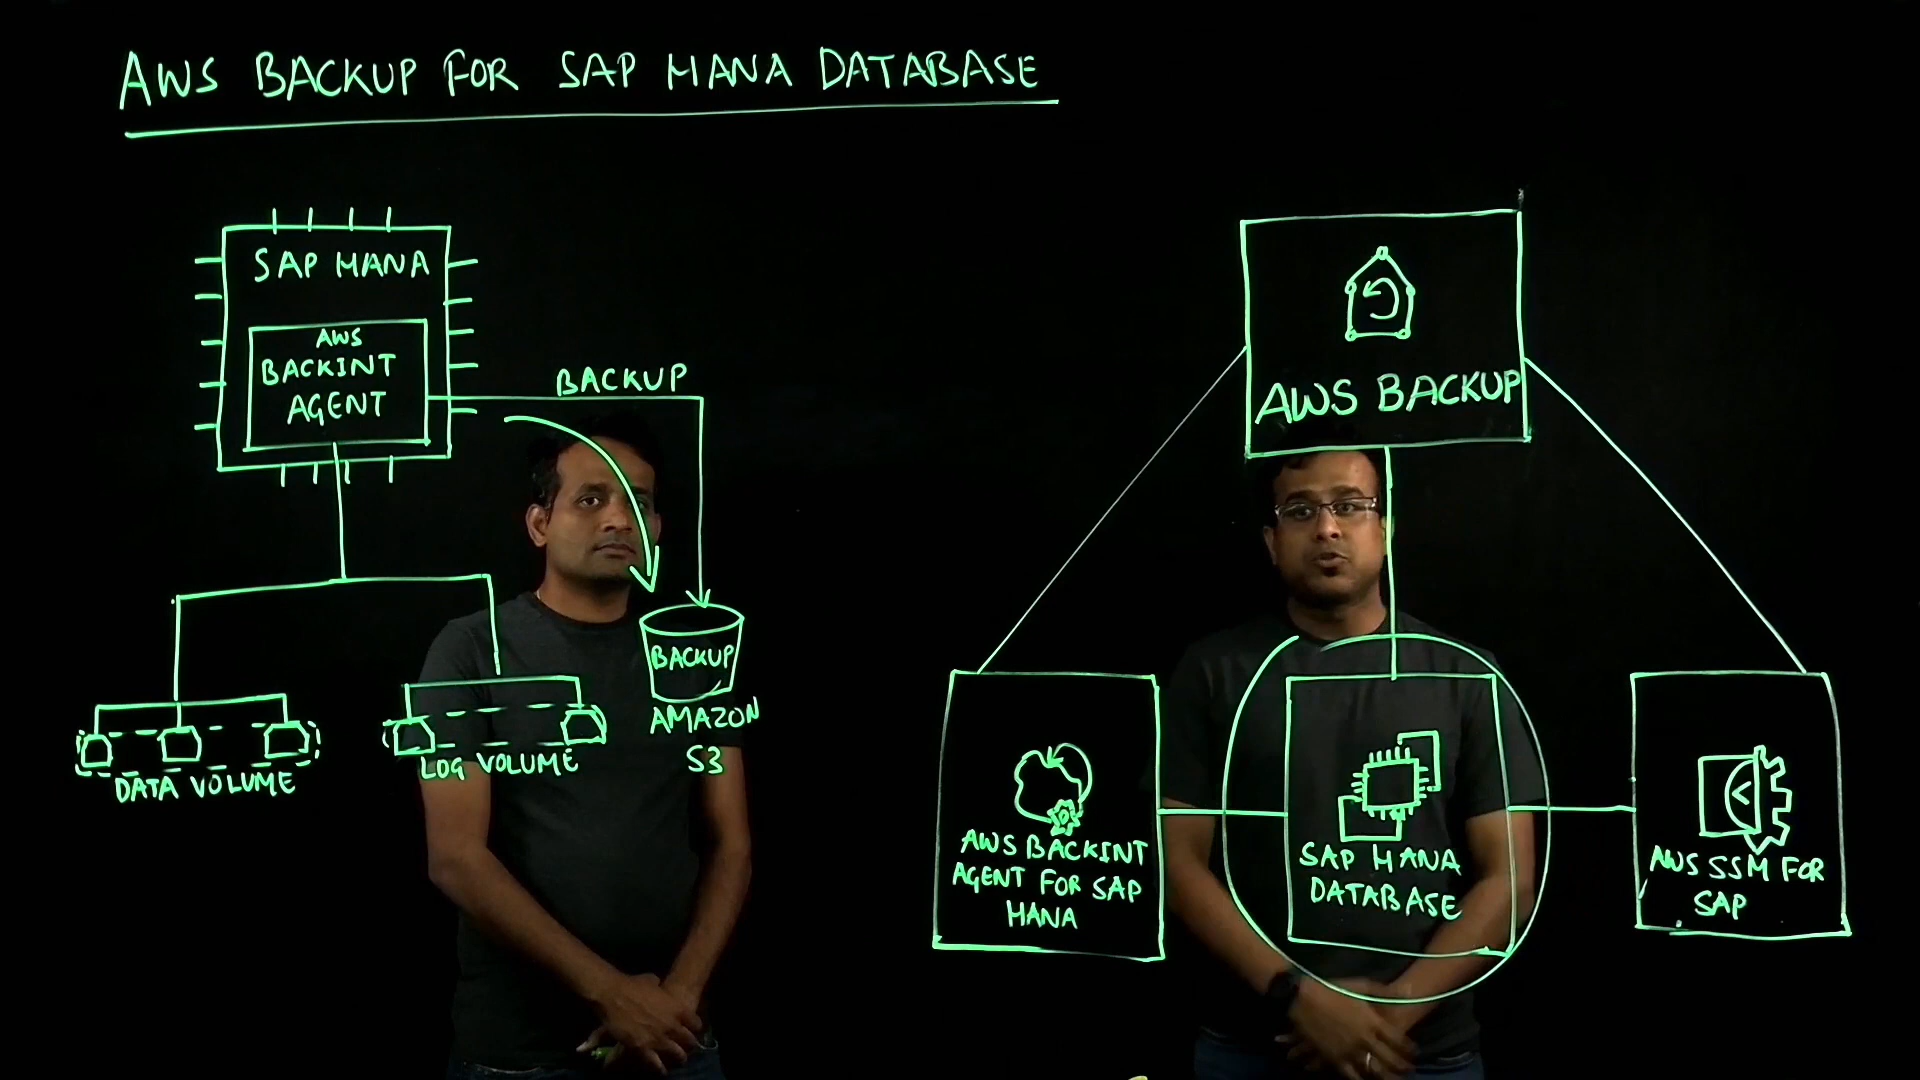 AWS BACKUP FOR SAP HANA DATABASE
SAP HANA
AWS
BACKINT
AGENT
BACKUP
BACKUP
AMAZON
S3
DATA VOLUME
LOG VOLUME
AWS BACKUP
AWS BACKINT
AGENT FOR SAP
HANA
SAP HANA
DATABASE
AWS SSM FOR
SAP